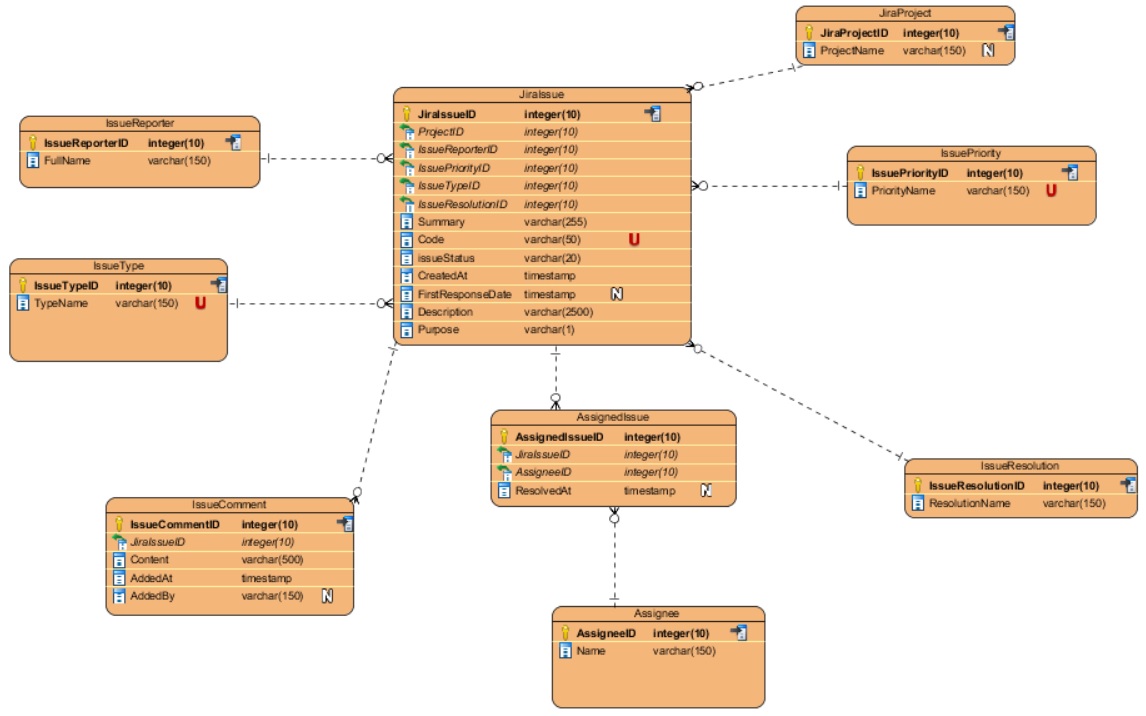 JiraProject
JiraProjectID integer(10)
ProjectName varchar(150) N
JiraIssue
JiraIssueID integer(10)
ProjectID integer(10)
IssueReporterID integer(10)
IssuePriorityID integer(10)
IssueTypeID integer(10)
IssueResolutionID integer(10)
Summary varchar(255)
Code varchar(50) U
issueStatus varchar(20)
CreatedAt timestamp
FirstResponseDate timestamp N
Description varchar(2500)
Purpose varchar(1)
IssueReporter
IssueReporterID integer(10)
FullName varchar(150)
IssuePriority
IssuePriorityID integer(10)
PriorityName varchar(150) U
IssueType
IssueTypeID integer(10)
TypeName varchar(150) U
AssignedIssue
AssignedIssueID integer(10)
JiraIssueID integer(10)
AssigneeID integer(10)
ResolvedAt timestamp N
IssueResolution
IssueResolutionID integer(10)
ResolutionName varchar(150)
IssueComment
IssueCommentID integer(10)
JiraIssueID integer(10)
Content varchar(500)
AddedAt timestamp
AddedBy varchar(150) N
Assignee
AssigneeID integer(10)
Name varchar(150)